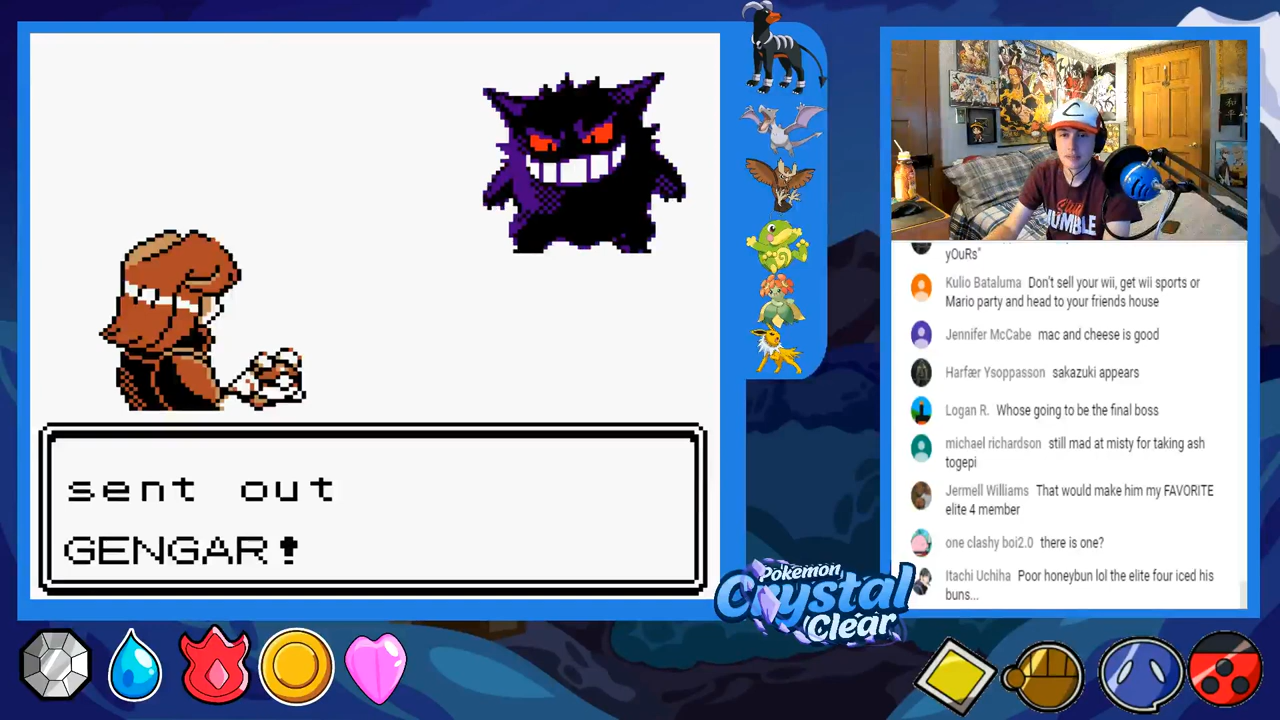 sent out
GENGAR!
Pokemon
Crystal
Clear
HUMBLE
yOuRs"
Kulio Bataluma Don't sell your wii, get wii sports or
Mario party and head to your friends house
Jennifer McCabe mac and cheese is good
Harfær Ysoppasson sakazuki appears
Logan R. Whose going to be the final boss
michael richardson still mad at misty for taking ash
togepi
Jermell Williams That would make him my FAVORITE
elite 4 member
one clashy boi2.0 there is one?
Itachi Uchiha Poor honeybun lol the elite four iced his
buns...